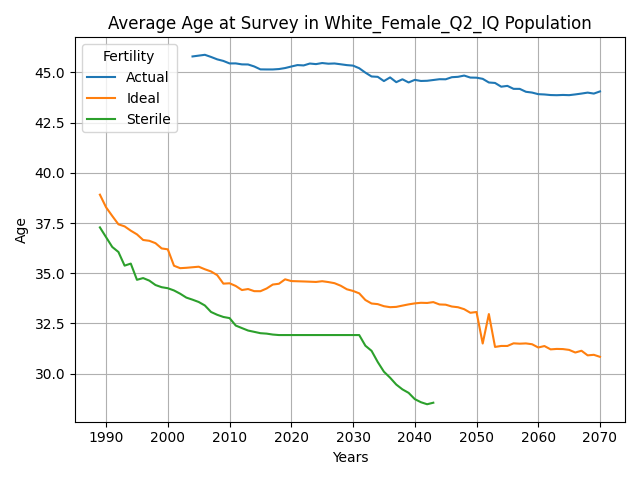 Average Age at Survey in White_Female_Q2_IQ Population
Fertility
Actual
Ideal
Sterile
Age
45.0
42.5
40.0
37.5
35.0
32.5
30.0
1990
2000
2010
2020
2030
2040
2050
2060
2070
Years